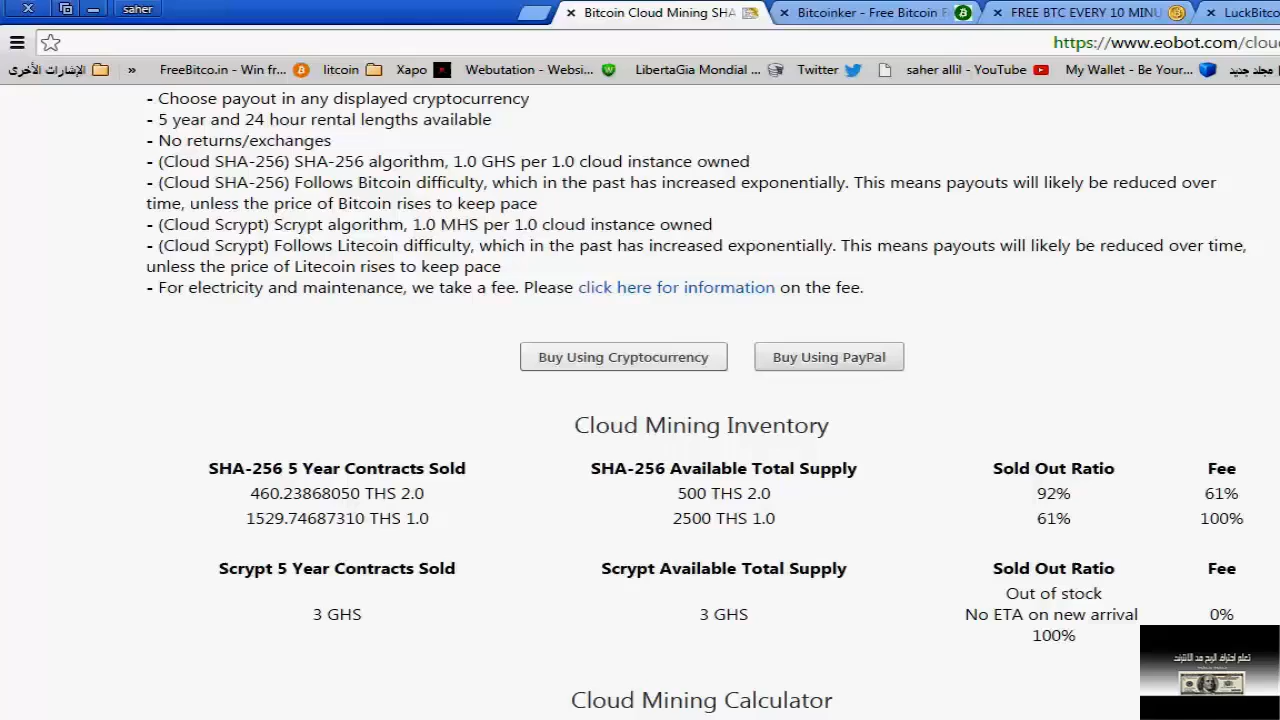 saher
Bitcoin Cloud Mining SHA
Bitcoinker - Free Bitcoin F
FREE BTC EVERY 10 MINU
LuckBitco
https://www.eobot.com/clou
الإشارات الأخرى
»
FreeBitco.in - Win fr...
litcoin
Xapo
Webutation - Websi...
LibertaGia Mondial ...
Twitter
saher allil - YouTube
My Wallet - Be Your...
مجلد جديد
- Choose payout in any displayed cryptocurrency
- 5 year and 24 hour rental lengths available
- No returns/exchanges
- (Cloud SHA-256) SHA-256 algorithm, 1.0 GHS per 1.0 cloud instance owned
- (Cloud SHA-256) Follows Bitcoin difficulty, which in the past has increased exponentially. This means payouts will likely be reduced over
time, unless the price of Bitcoin rises to keep pace
- (Cloud Scrypt) Scrypt algorithm, 1.0 MHS per 1.0 cloud instance owned
- (Cloud Scrypt) Follows Litecoin difficulty, which in the past has increased exponentially. This means payouts will likely be reduced over time,
unless the price of Litecoin rises to keep pace
- For electricity and maintenance, we take a fee. Please click here for information on the fee.
Buy Using Cryptocurrency
Buy Using PayPal
Cloud Mining Inventory
SHA-256 5 Year Contracts Sold SHA-256 Available Total Supply Sold Out Ratio Fee
460.23868050 THS 2.0 500 THS 2.0 92% 61%
1529.74687310 THS 1.0 2500 THS 1.0 61% 100%
Scrypt 5 Year Contracts Sold Scrypt Available Total Supply Sold Out Ratio Fee
Out of stock
3 GHS 3 GHS No ETA on new arrival 0%
100%
تعلم احتراف الربح من الانترنت
Cloud Mining Calculator